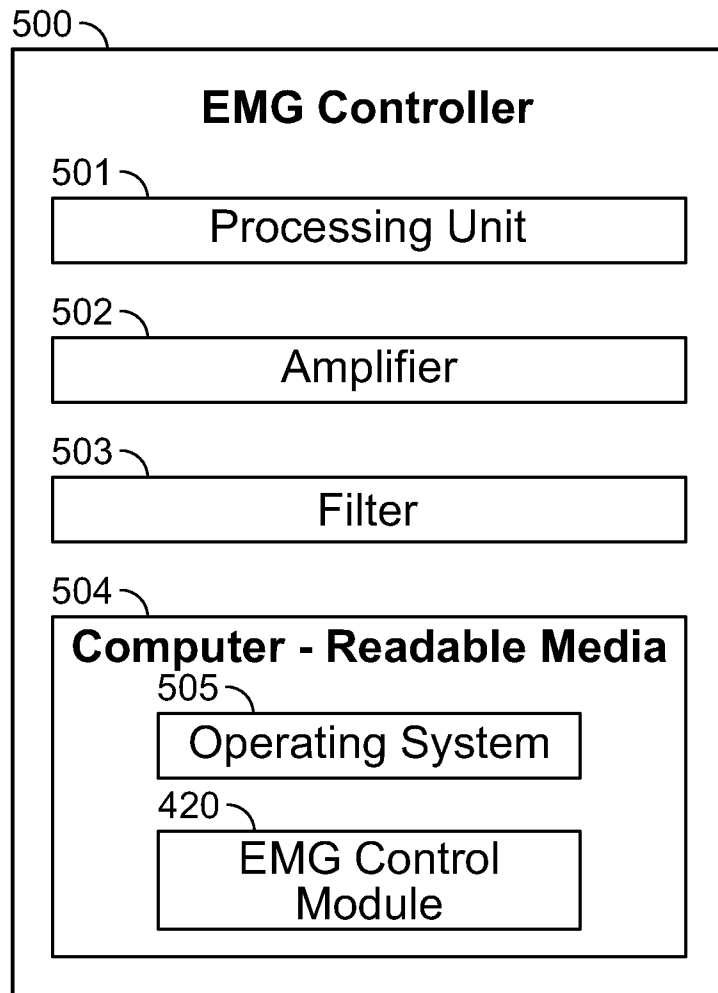 500
EMG Controller
501
Processing Unit
502
Amplifier
503
Filter
504
Computer - Readable Media
505
Operating System
420
EMG Control
Module